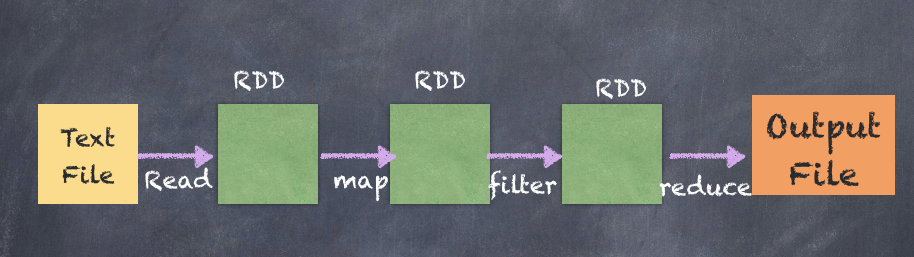 RDD
RDD
RDD
Text
File
Read
map
filter
reduce
Output
File